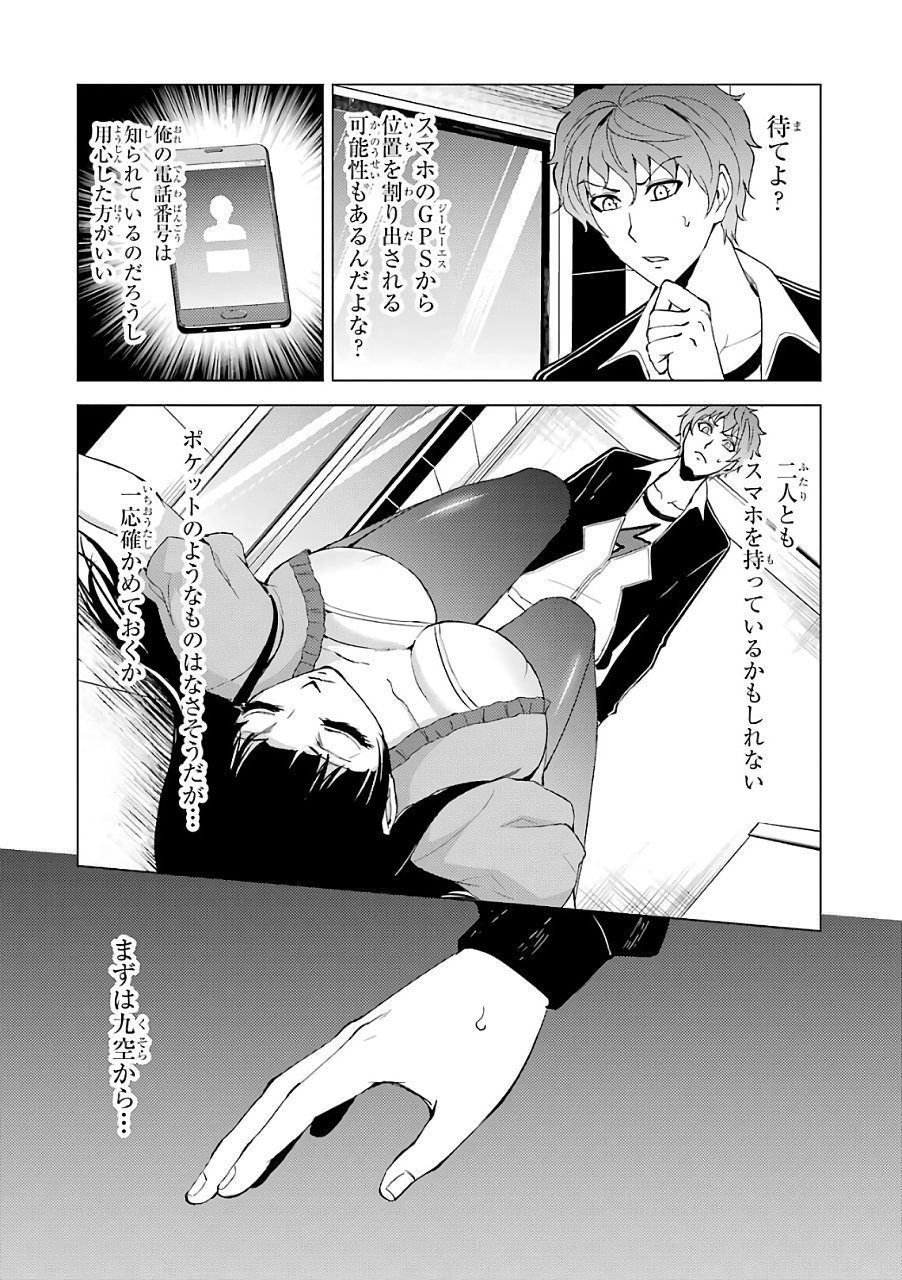 待てよ?
スマホのGPSから
位置を割り出される
可能性もあるんだよな?
俺の電話番号は
知られているのだろうし
用心した方がいい
二人とも
スマホを持っているかもしれない
ポケットのようなものはなさそうだが…
一応確かめておくか
まずは九空から…